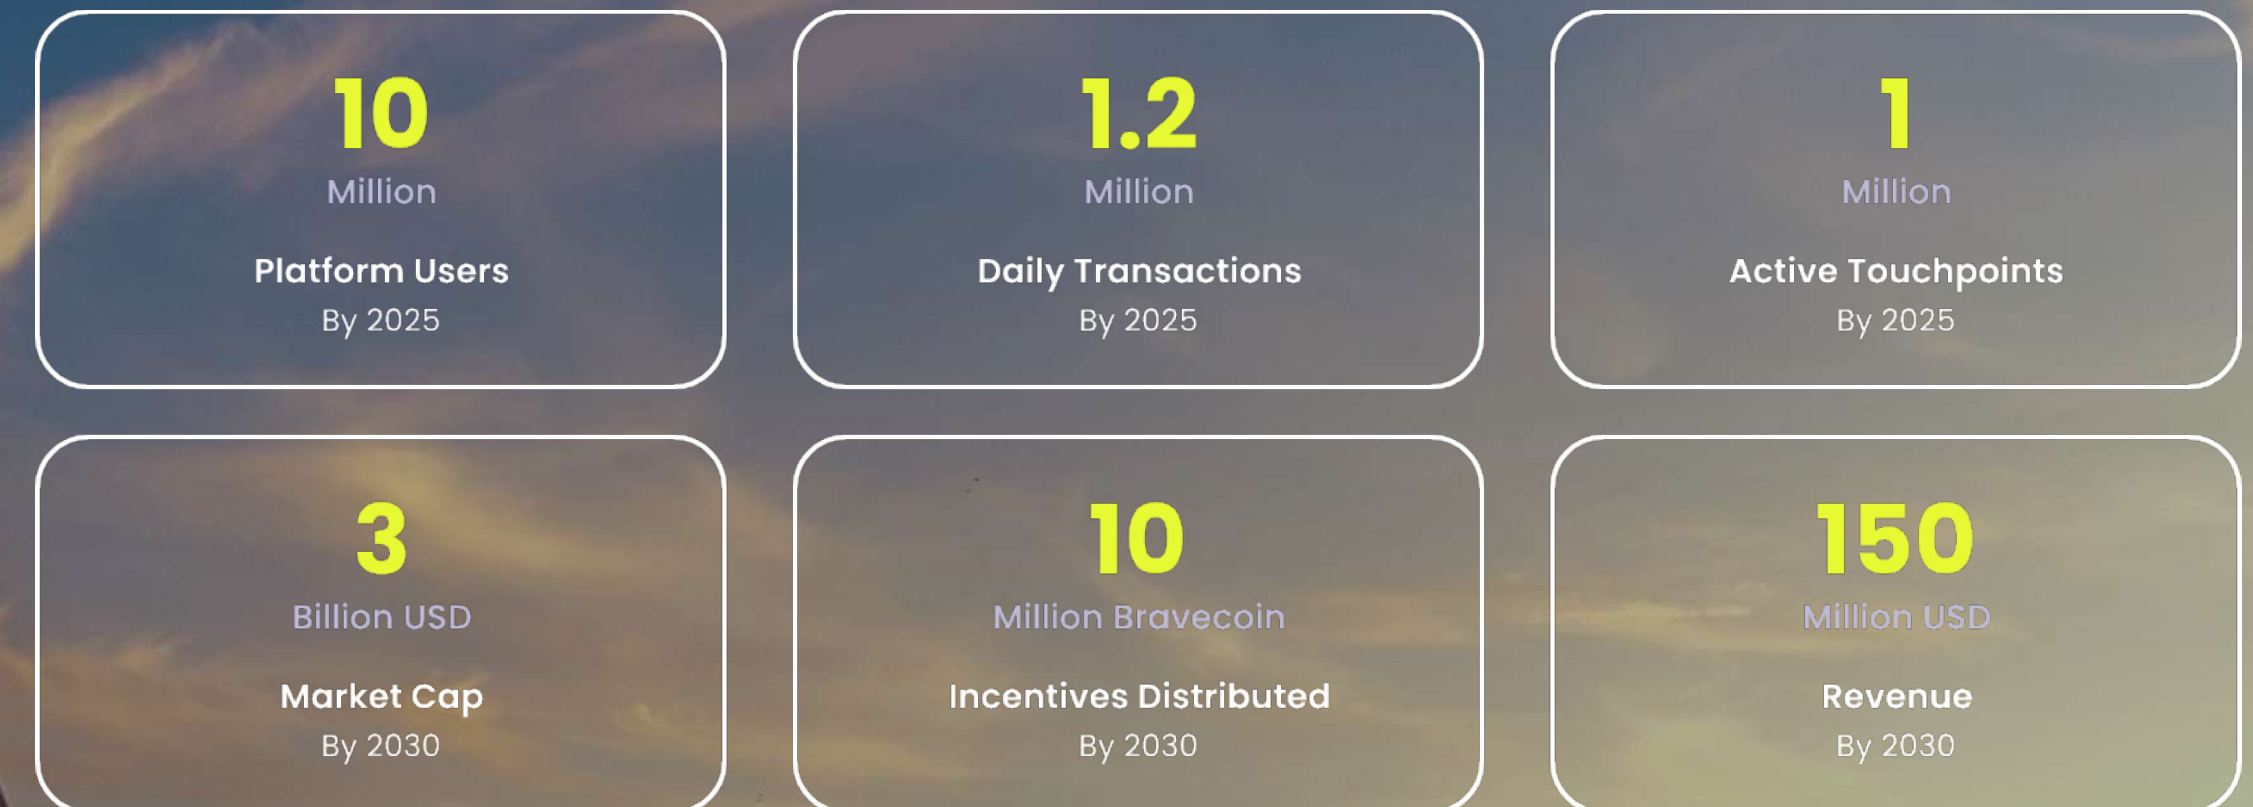 10
Million
Platform Users
By 2025
1.2
Million
Daily Transactions
By 2025
1
Million
Active Touchpoints
By 2025
3
Billion USD
Market Cap
By 2030
10
Million Bravecoin
Incentives Distributed
By 2030
150
Million USD
Revenue
By 2030